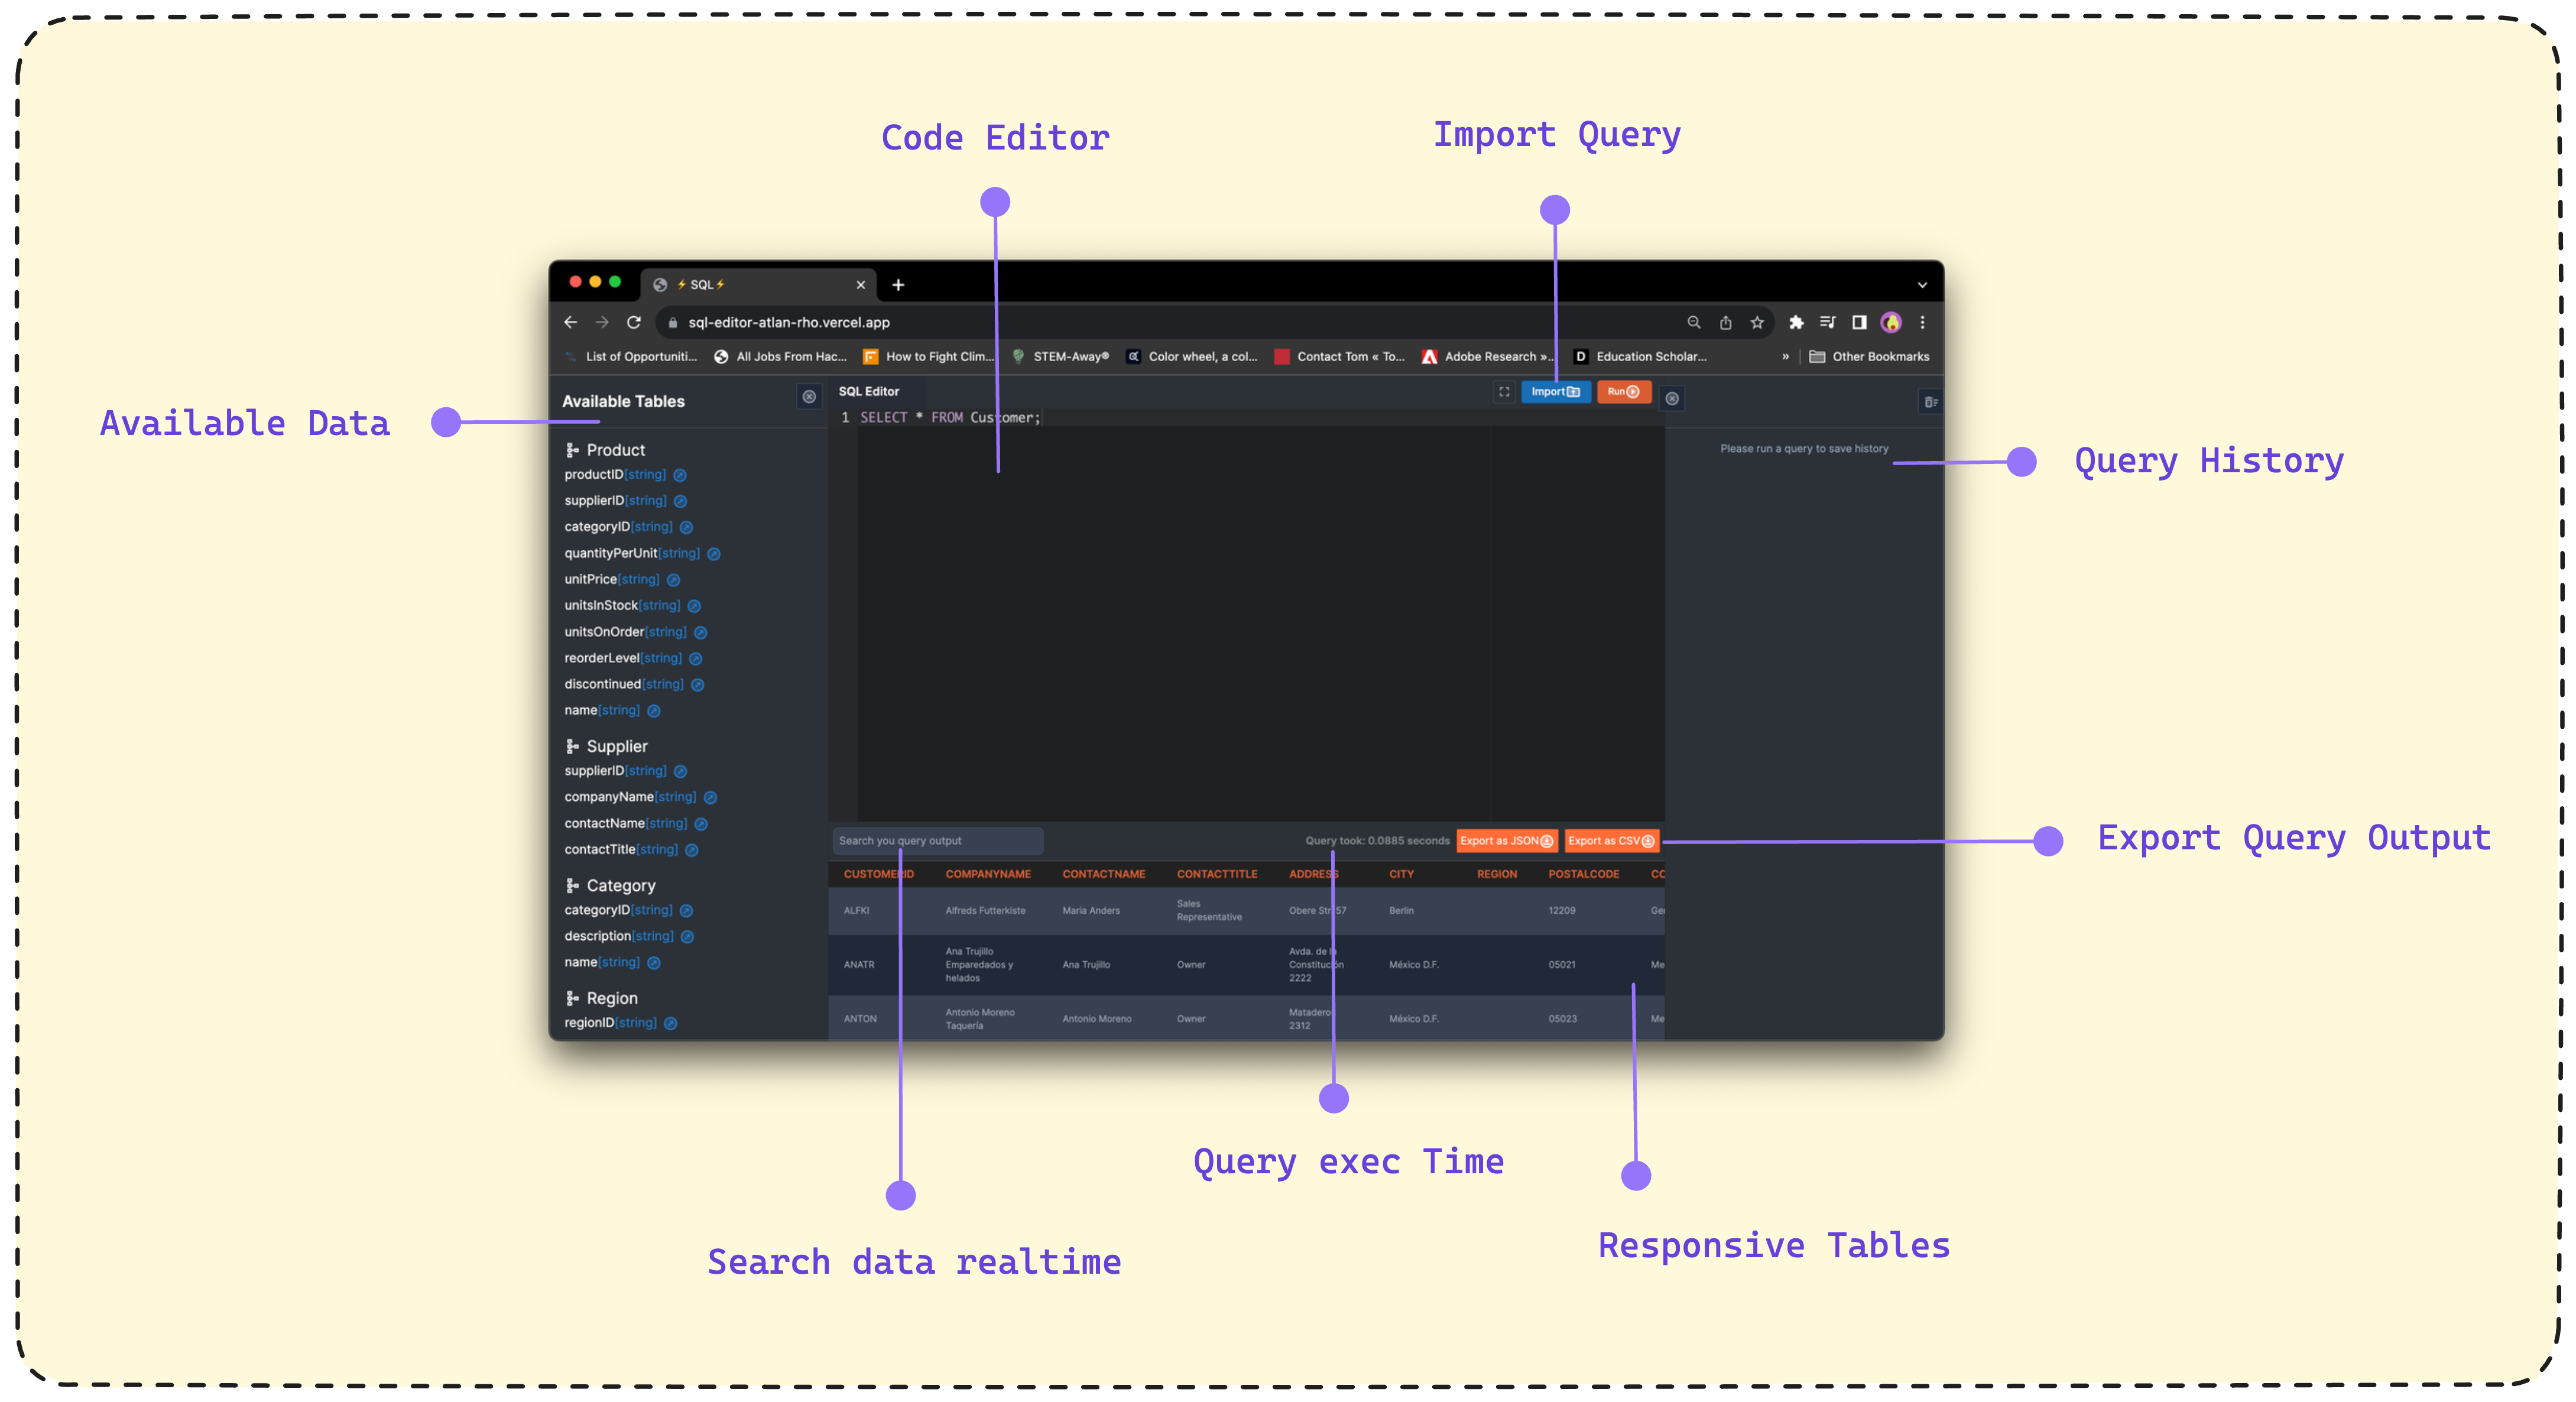 Code Editor
Import Query
⚡ SQL⚡
sql-editor-atlan-rho.vercel.app
List of Opportuniti... All Jobs From Hac... How to Fight Clim... STEM-Away® Color wheel, a col... Contact Tom « To... Adobe Research »... Education Scholar... » Other Bookmarks
Available Data
Available Tables
Product
productID[string]
supplierID[string]
categoryID[string]
quantityPerUnit[string]
unitPrice[string]
unitsInStock[string]
unitsOnOrder[string]
reorderLevel[string]
discontinued[string]
name[string]
Supplier
supplierID[string]
companyName[string]
contactName[string]
contactTitle[string]
Category
categoryID[string]
description[string]
name[string]
Region
regionID[string]
SQL Editor
Import
Run
1 SELECT * FROM Customer;
Please run a query to save history
Query History
Search you query output
Query took: 0.0885 seconds
Export as JSON
Export as CSV
Export Query Output
CUSTOMERID COMPANYNAME CONTACTNAME CONTACTTITLE ADDRESS CITY REGION POSTALCODE CO
ALFKI Alfreds Futterkiste Maria Anders Sales Representative Obere Str. 57 Berlin 12209 Ge
ANATR Ana Trujillo Emparedados y helados Ana Trujillo Owner Avda. de la Constitución 2222 México D.F. 05021 Me
ANTON Antonio Moreno Taquería Antonio Moreno Owner Mataderos 2312 México D.F. 05023 Me
Query exec Time
Responsive Tables
Search data realtime